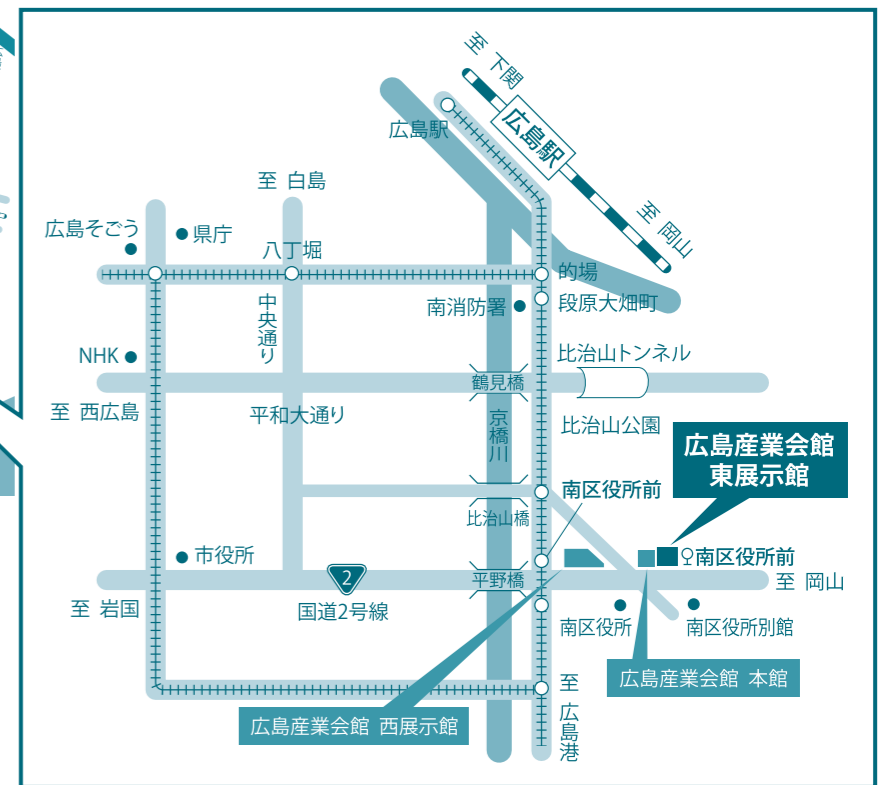 至 下関
広島駅
広島駅
至 白島
至 岡山
広島そごう
県庁
八丁堀
的場
中央通り
南消防署
段原大畑町
NHK
比治山トンネル
鶴見橋
至 西広島
平和大通り
京橋川
比治山公園
広島産業会館
東展示館
南区役所前
比治山橋
市役所
南区役所前
2
平野橋
至 岡山
至 岩国
国道2号線
南区役所
南区役所別館
広島産業会館 本館
至 広島港
広島産業会館 西展示館